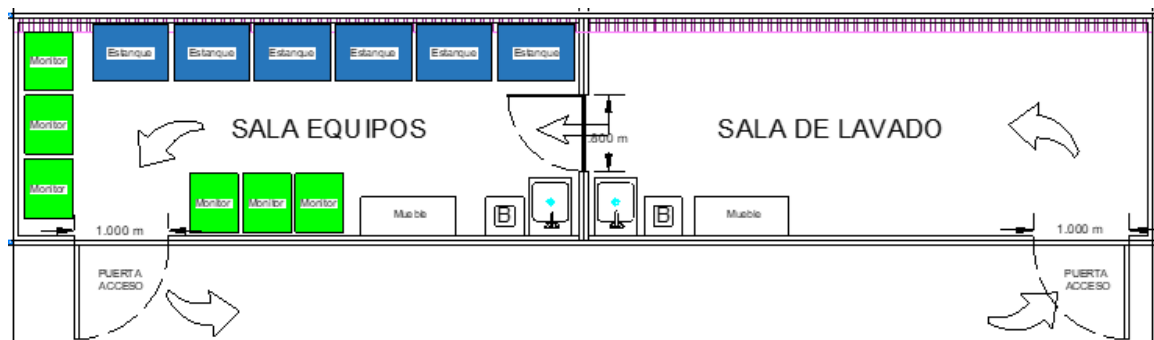 Monitor
Estanque
Estanque
Estanque
Estanque
Estanque
Estanque
Monitor
Monitor
SALA EQUIPOS
.800 m
SALA DE LAVADO
Monitor
Monitor
Monitor
Mueble
B
B
Mueble
1.000 m
1.000 m
PUERTA
ACCESO
PUERTA
ACCESO